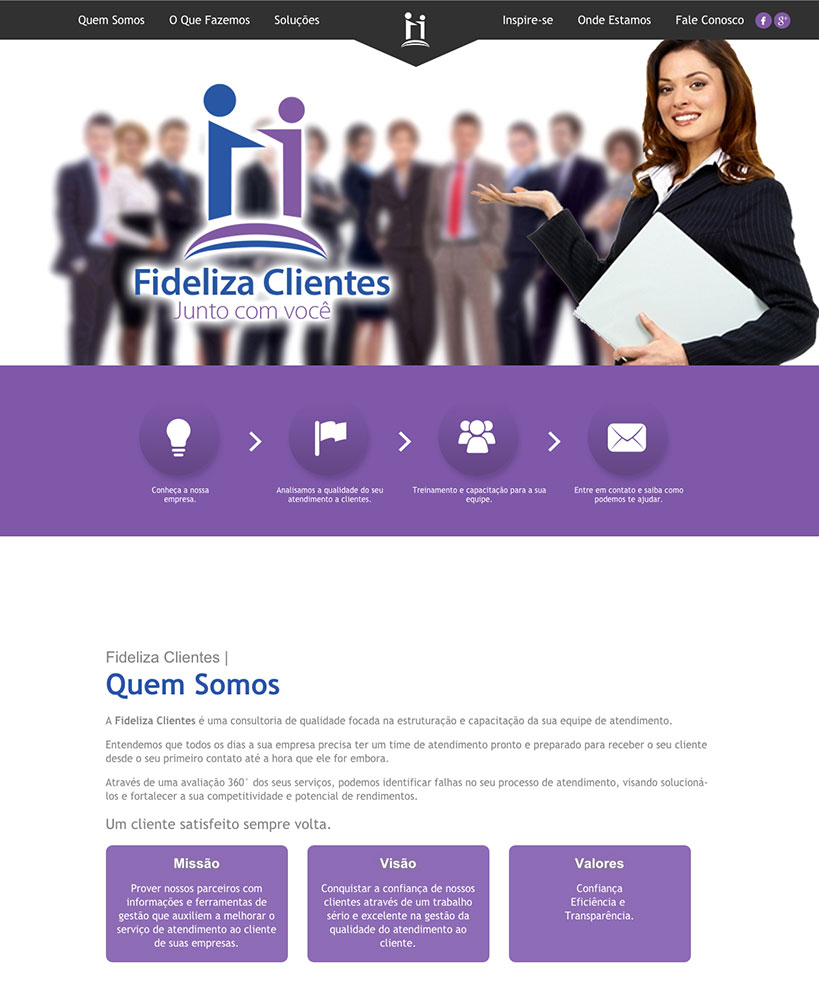 Quem Somos O Que Fazemos Soluções Inspire-se Onde Estamos Fale Conosco f g+
Fideliza Clientes
Junto com você
Conheça a nossa
empresa.
Analisamos a qualidade do seu
atendimento a clientes.
Treinamento e capacitação para a sua
equipe.
Entre em contato e saiba como
podemos te ajudar.
Fideliza Clientes |
Quem Somos
A Fideliza Clientes é uma consultoria de qualidade focada na estruturação e capacitação da sua equipe de atendimento.
Entendemos que todos os dias a sua empresa precisa ter um time de atendimento pronto e preparado para receber o seu cliente
desde o seu primeiro contato até a hora que ele for embora.
Através de uma avaliação 360° dos seus serviços, podemos identificar falhas no seu processo de atendimento, visando solucioná-
los e fortalecer a sua competitividade e potencial de rendimentos.
Um cliente satisfeito sempre volta.
Missão
Prover nossos parceiros com
informações e ferramentas de
gestão que auxiliem a melhorar o
serviço de atendimento ao cliente
de suas empresas.
Visão
Conquistar a confiança de nossos
clientes através de um trabalho
sério e excelente na gestão da
qualidade do atendimento ao
cliente.
Valores
Confiança
Eficiência e
Transparência.